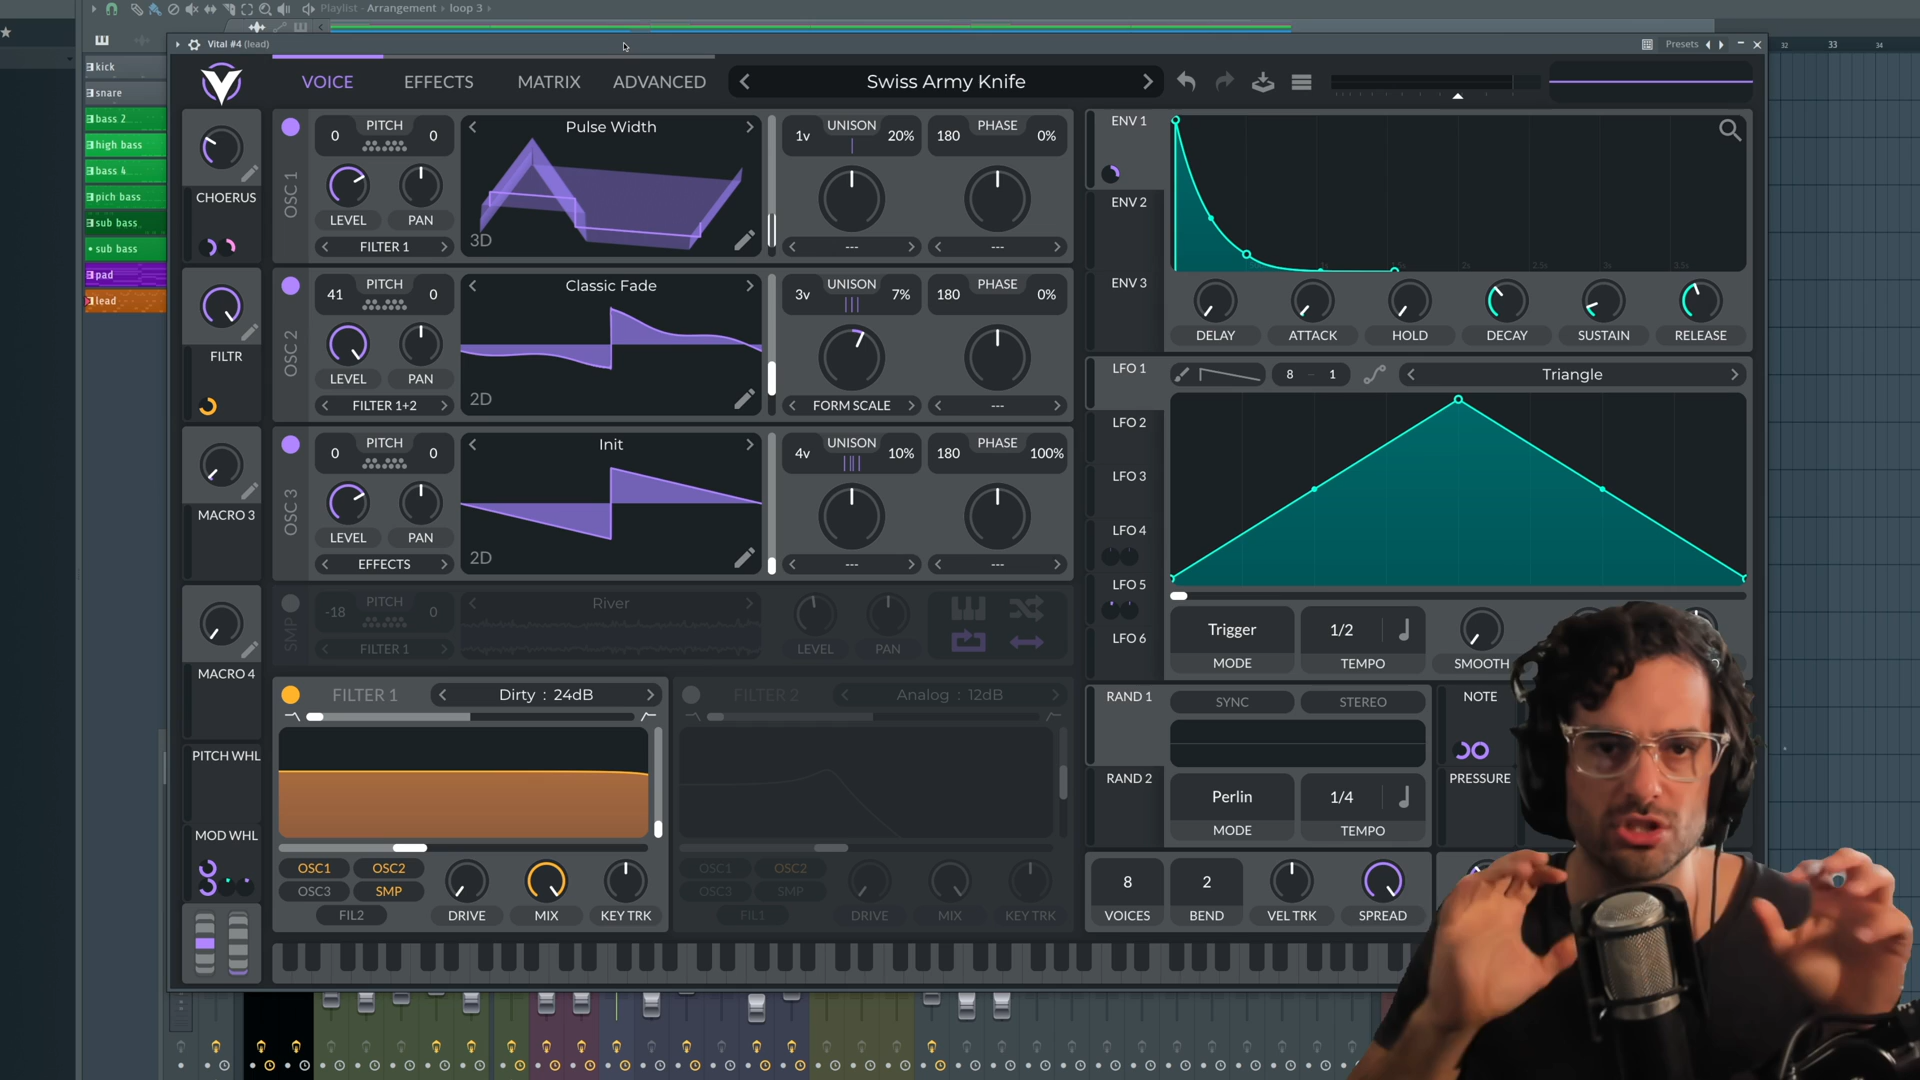 Playlist - Arrangement › loop 3 ›
Vital #4 (lead)
Presets
32 33 34
VOICE
EFFECTS
MATRIX
ADVANCED
Swiss Army Knife
kick
snare
bass 2
high bass
bass 4
pich bass
sub bass
sub bass
pad
lead
CHOERUS
FILTR
MACRO 3
MACRO 4
PITCH WHL
MOD WHL
OSC 1
0 PITCH 0
LEVEL PAN
FILTER 1
Pulse Width
3D
1v UNISON 20%
180 PHASE 0%
---
---
OSC 2
41 PITCH 0
LEVEL PAN
FILTER 1+2
Classic Fade
2D
3v UNISON 7%
180 PHASE 0%
FORM SCALE
---
OSC 3
0 PITCH 0
LEVEL PAN
EFFECTS
Init
2D
4v UNISON 10%
180 PHASE 100%
---
---
SMP
-18 PITCH 0
FILTER 1
River
LEVEL PAN
FILTER 1
Dirty : 24dB
OSC1 OSC2
OSC3 SMP
FIL2
DRIVE MIX KEY TRK
FILTER 2
Analog : 12dB
OSC1 OSC2
OSC3 SMP
FIL1
DRIVE MIX KEY TRK
ENV 1
ENV 2
ENV 3
2s 2.5s 3s 3.5s
DELAY ATTACK HOLD DECAY SUSTAIN RELEASE
LFO 1
LFO 2
LFO 3
LFO 4
LFO 5
LFO 6
8 - 1
Triangle
Trigger
MODE
1/2
TEMPO
SMOOTH
RAND 1
RAND 2
SYNC STEREO
Perlin
MODE
1/4
TEMPO
NOTE
PRESSURE
8
VOICES
2
BEND
VEL TRK
SPREAD